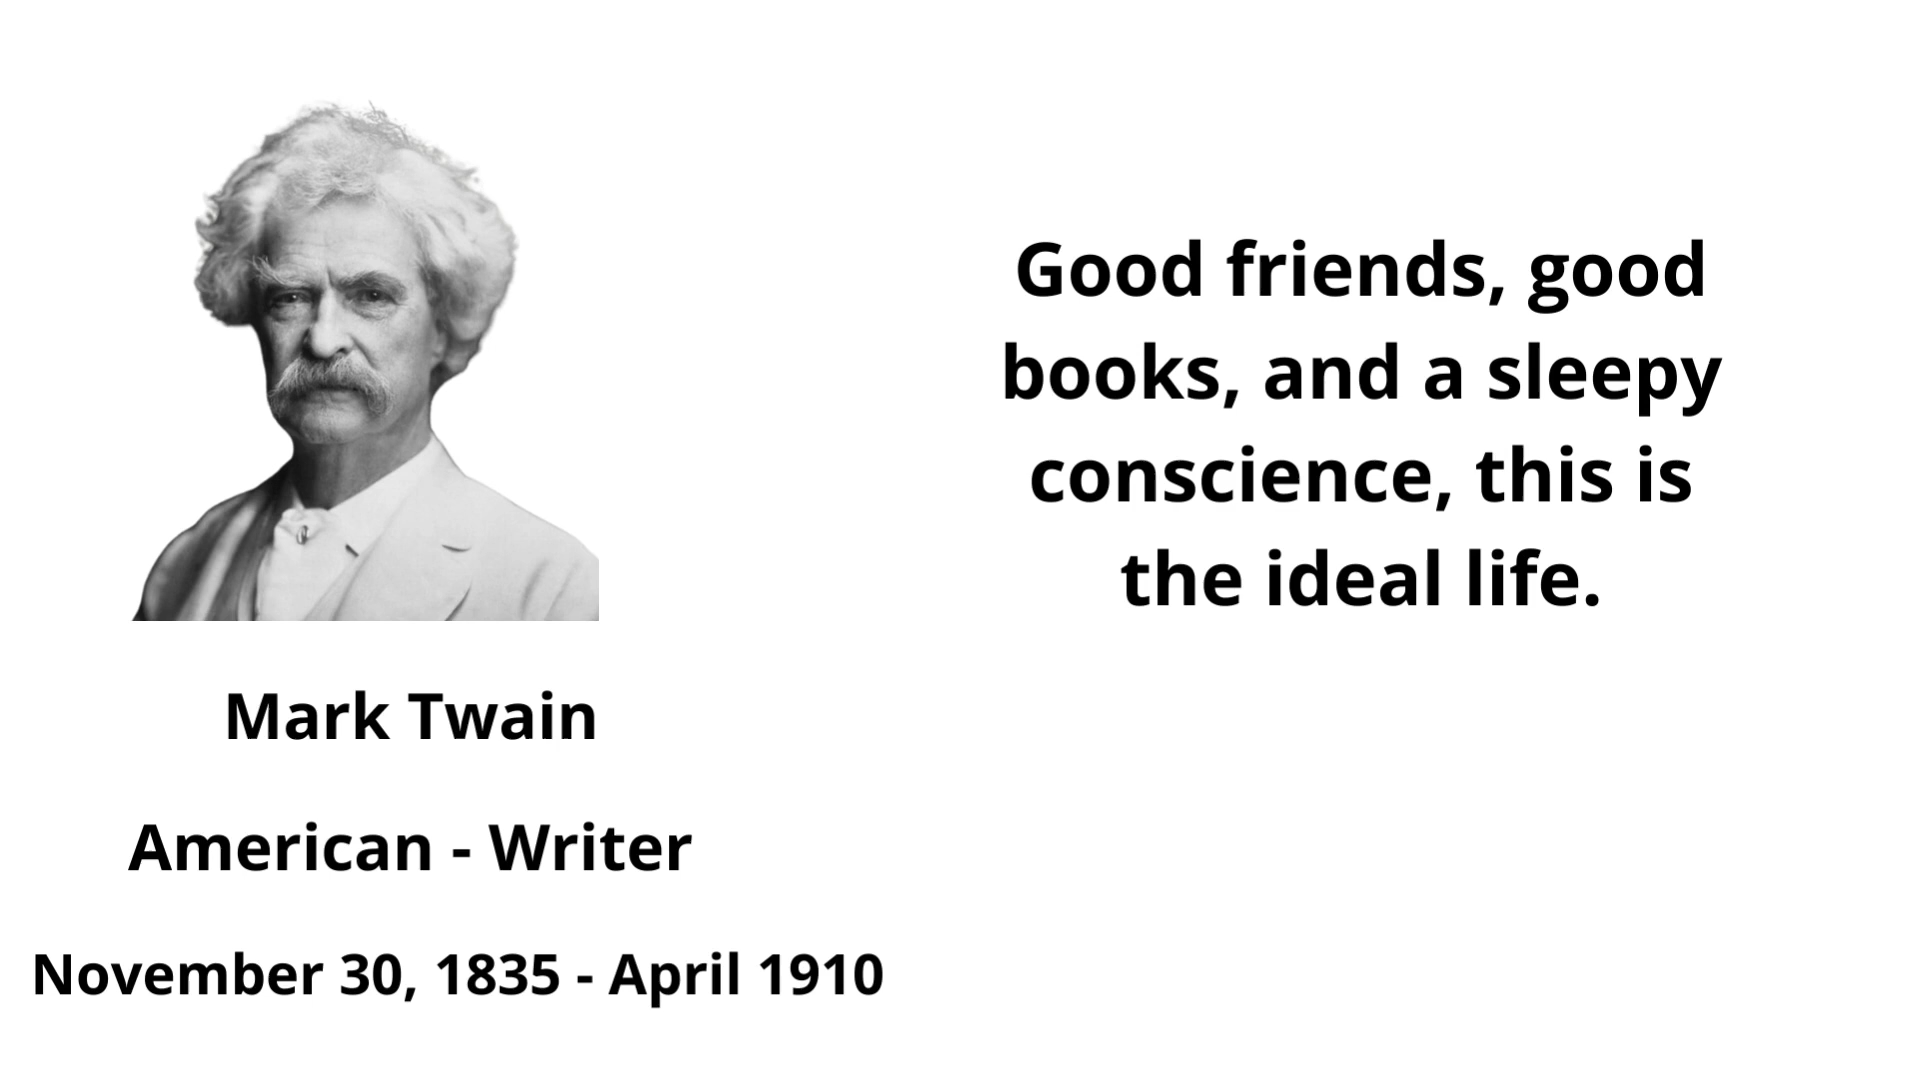 Good friends, good
books, and a sleepy
conscience, this is
the ideal life.
Mark Twain
American - Writer
November 30, 1835 - April 1910